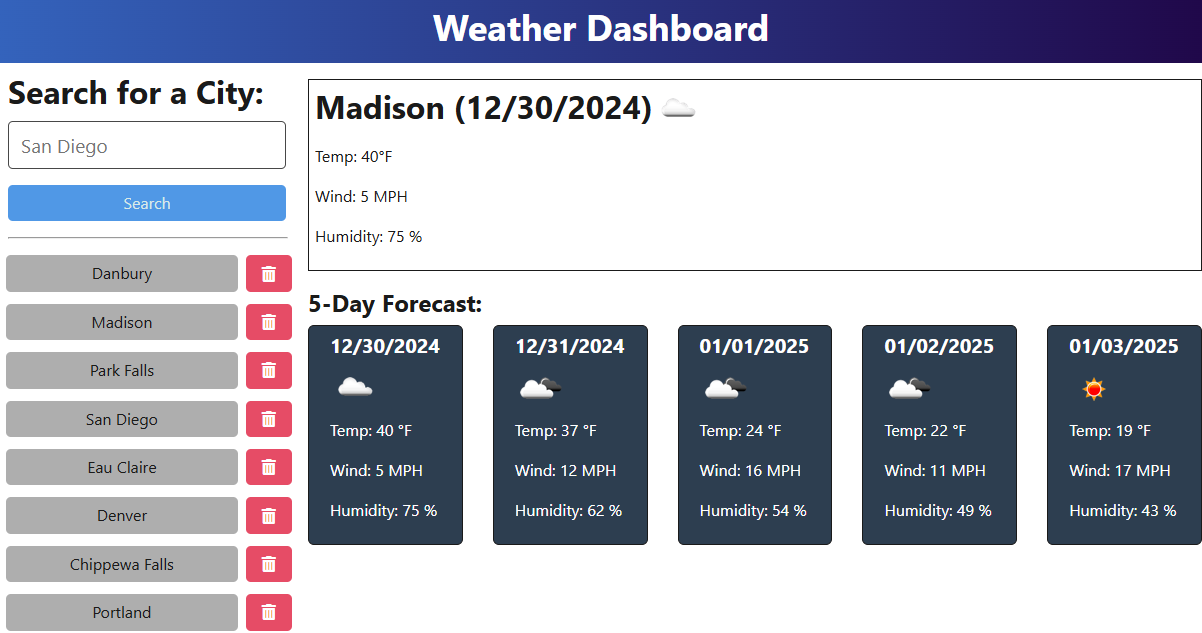 Weather Dashboard
Search for a City:
San Diego
Search
Danbury
Madison
Park Falls
San Diego
Eau Claire
Denver
Chippewa Falls
Portland
Madison (12/30/2024)
Temp: 40°F
Wind: 5 MPH
Humidity: 75 %
5-Day Forecast:
12/30/2024
Temp: 40 °F
Wind: 5 MPH
Humidity: 75 %
12/31/2024
Temp: 37 °F
Wind: 12 MPH
Humidity: 62 %
01/01/2025
Temp: 24 °F
Wind: 16 MPH
Humidity: 54 %
01/02/2025
Temp: 22 °F
Wind: 11 MPH
Humidity: 49 %
01/03/2025
Temp: 19 °F
Wind: 17 MPH
Humidity: 43 %